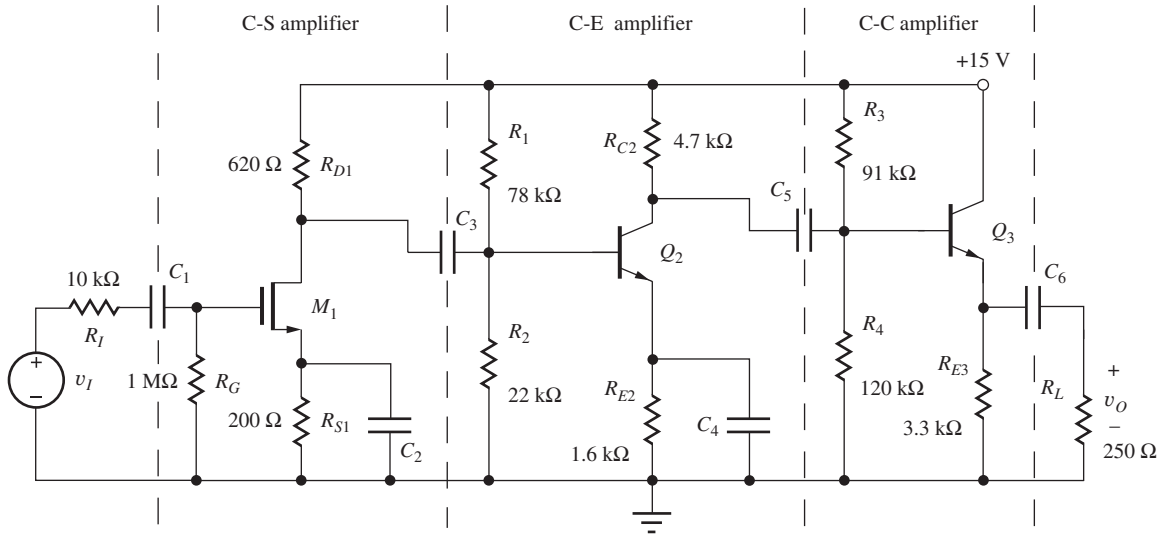 C-S amplifier
C-E amplifier
C-C amplifier
+15 V
R3
R1
RC2
4.7 kΩ
620 Ω
RD1
91 kΩ
C5
78 kΩ
C3
Q2
Q3
10 kΩ
C1
C6
RI
M1
R2
R4
+
vI
−
1 MΩ
RG
22 kΩ
RE2
120 kΩ
RE3
RL
+
vO
−
200 Ω
RS1
C2
C4
3.3 kΩ
250 Ω
1.6 kΩ